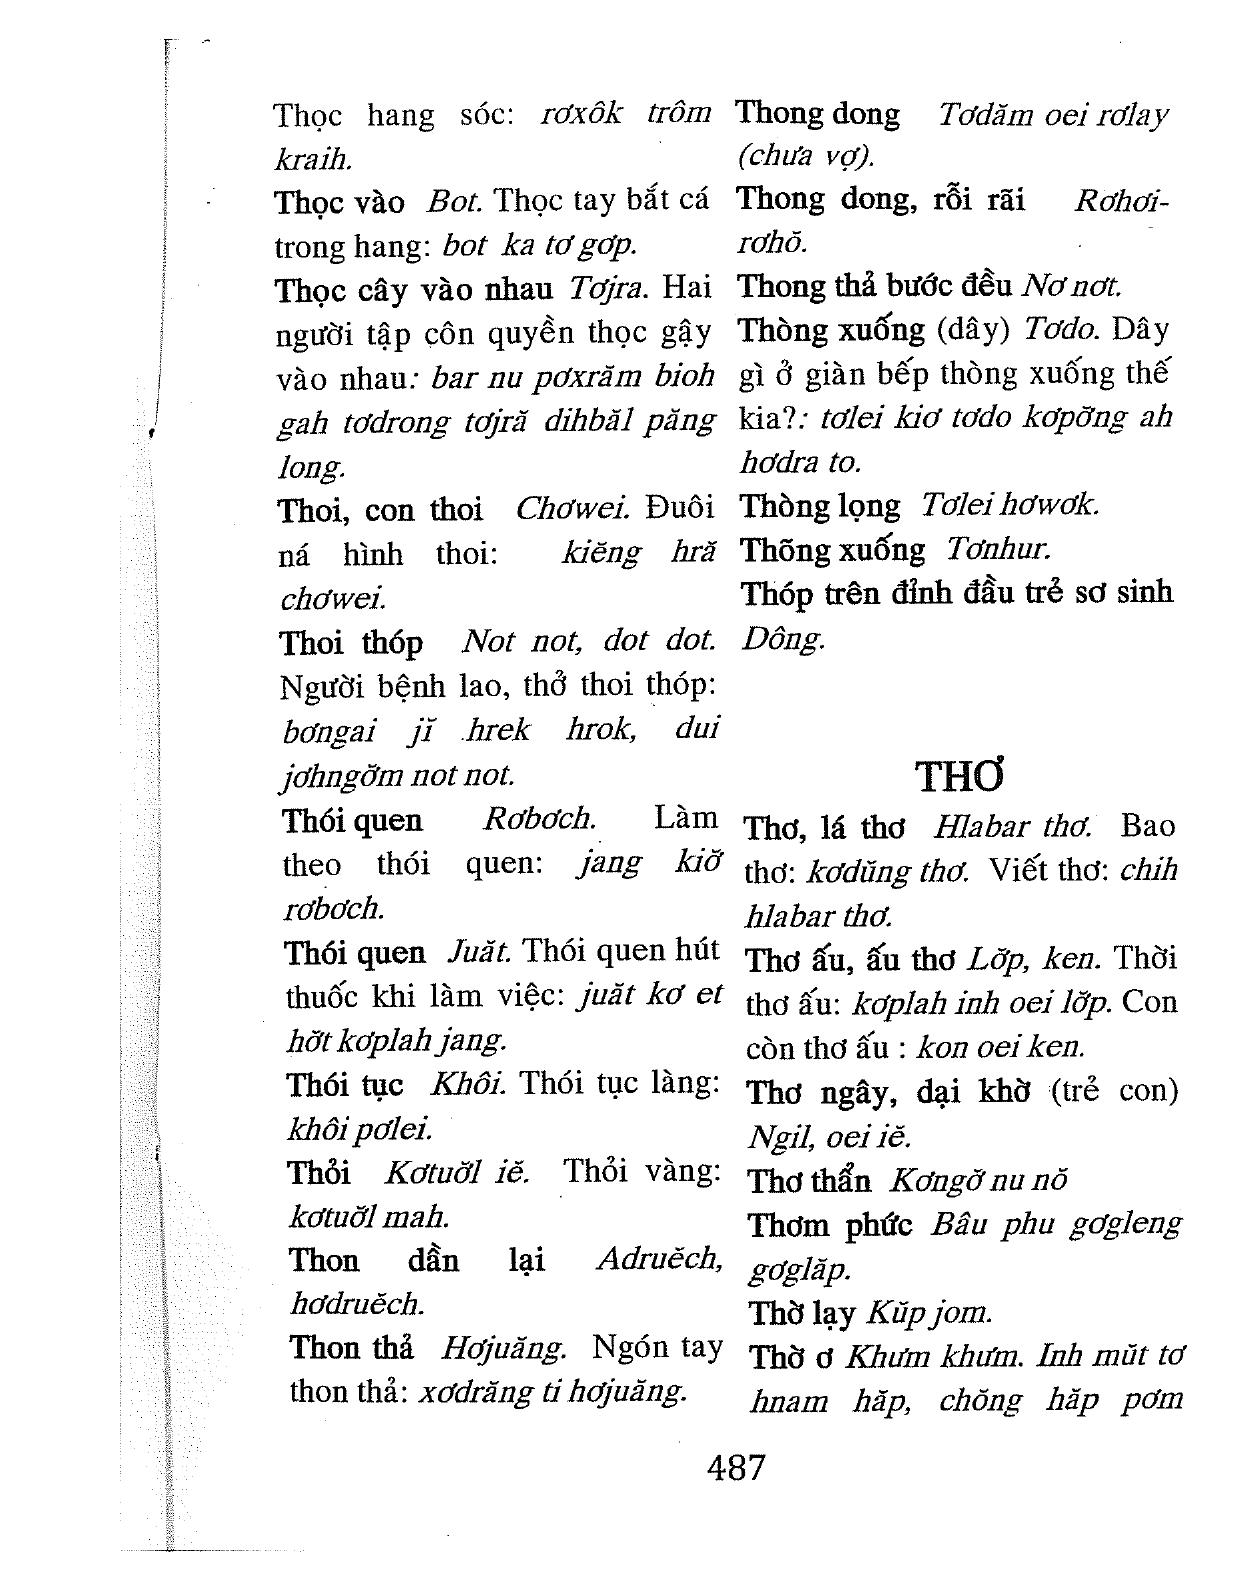 Thọc hang sóc: rơxôk trôm
kraih.
Thọc vào Bot. Thọc tay bắt cá
trong hang: bot ka tơ gơp.
Thọc cây vào nhau Tơjra. Hai
người tập côn quyền thọc gậy
vào nhau: bar nu pơxrăm bioh
gah tơdrong tơjră dihbăl păng
long.
Thoi, con thoi Chơwei. Đuôi
ná hình thoi: kiĕng hră
chơwei.
Thoi thóp Not not, dot dot.
Người bệnh lao, thở thoi thóp:
bơngai jĭ hrek hrok, dui
jơhngơ̆m not not.
Thói quen Rơbơch. Làm
theo thói quen: jang kiơ̆
rơbơch.
Thói quen Juăt. Thói quen hút
thuốc khi làm việc: juăt kơ et
hơ̆t kơplah jang.
Thói tục Khôi. Thói tục làng:
khôi pơlei.
Thỏi Kơtuơ̆l iĕ. Thỏi vàng:
kơtuơ̆l mah.
Thon dần lại Adruĕch,
hơdruĕch.
Thon thả Hơjuăng. Ngón tay
thon thả: xơdrăng ti hơjuăng.
Thong dong Tơdăm oei rơlay
(chưa vợ).
Thong dong, rỗi rãi Rơhơi-
rơhŏ.
Thong thả bước đều Nơ nơt.
Thòng xuống (dây) Tơdo. Dây
gì ở giàn bếp thòng xuống thế
kia?: tơlei kiơ tơdo kơpơ̆ng ah
hơdra to.
Thòng lọng Tơlei hơwơk.
Thõng xuống Tơnhur.
Thóp trên đỉnh đầu trẻ sơ sinh
Dông.
THƠ
Thơ, lá thơ Hlabar thơ. Bao
thơ: kơdŭng thơ. Viết thơ: chih
hlabar thơ.
Thơ ấu, ấu thơ Lơ̆p, ken. Thời
thơ ấu: kơplah inh oei lơ̆p. Con
còn thơ ấu : kon oei ken.
Thơ ngây, dại khờ (trẻ con)
Ngil, oei iĕ.
Thơ thẩn Kơngơ̆ nu nŏ
Thơm phức Bâu phu gơgleng
gơglăp.
Thờ lạy Kŭp jom.
Thờ ơ Khưm khưm. Inh mŭt tơ
hnam hăp, chŏng hăp pơm
487